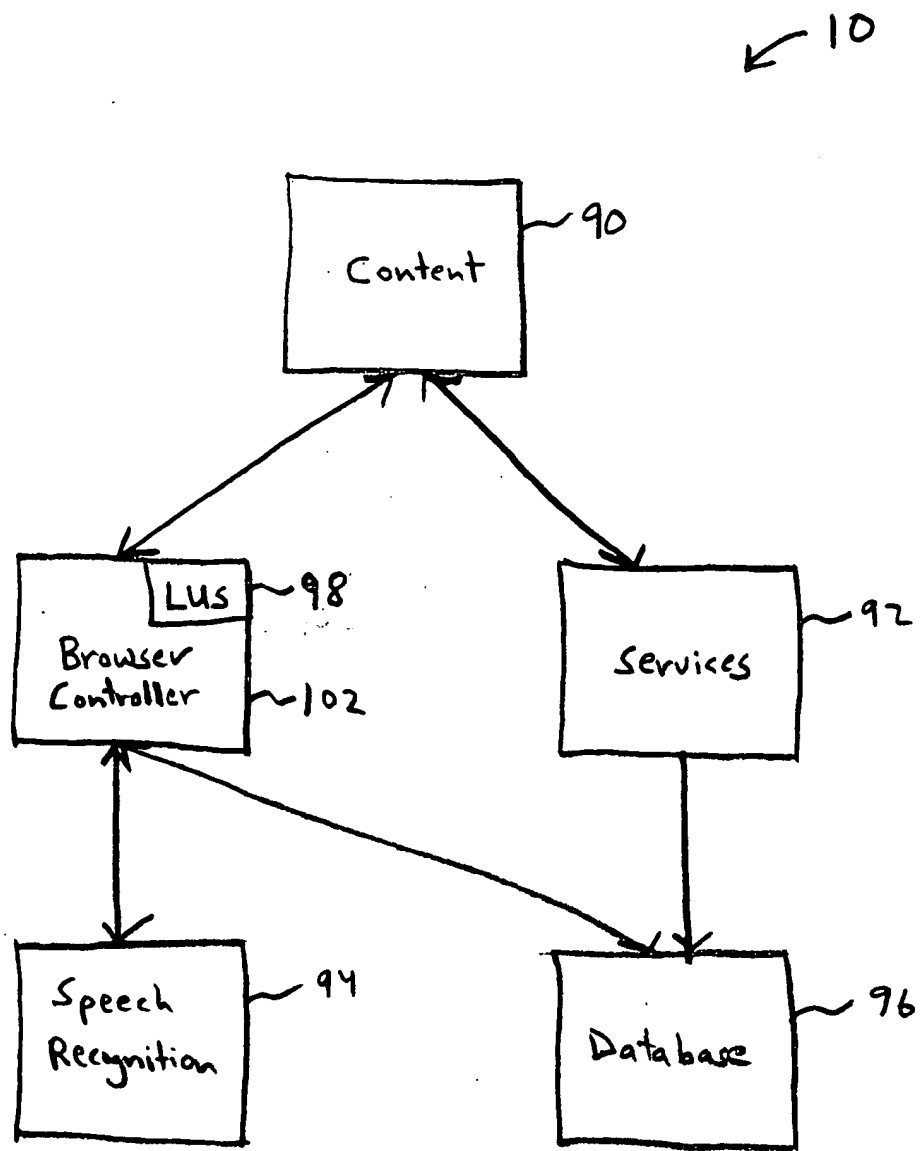 10
Content
90
LUs
98
Browser
Controller
102
Services
92
Speech
Recognition
94
Database
96